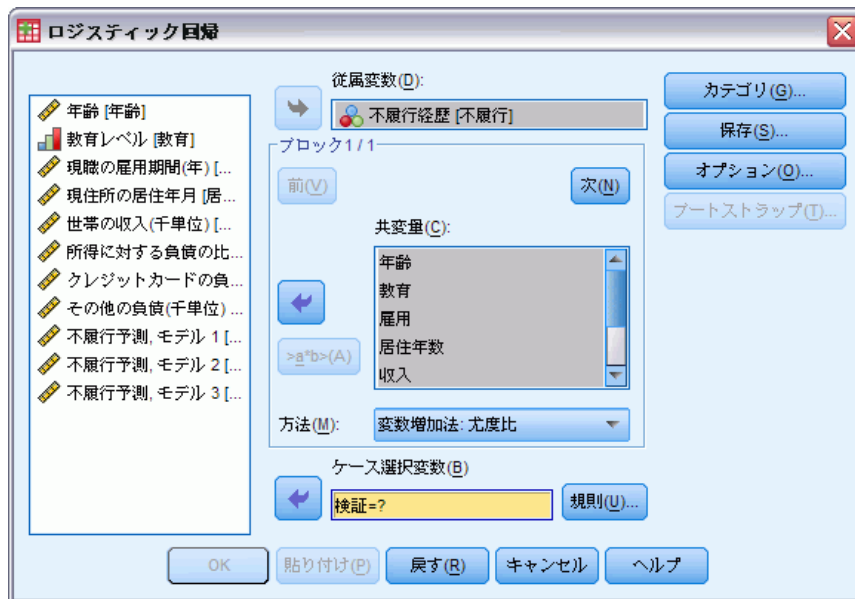 ロジスティック回帰
年齢 [年齢]
教育レベル [教育]
現職の雇用期間(年) [...
現住所の居住年月 [居...
世帯の収入(千単位) [...
所得に対する負債の比...
クレジットカードの負...
その他の負債(千単位) ...
不履行予測, モデル 1 [...
不履行予測, モデル 2 [...
不履行予測, モデル 3 [...
従属変数(D):
不履行経歴 [不履行]
ブロック1 / 1
前(V)
次(N)
共変量(C):
年齢
教育
雇用
居住年数
収入
>a*b>(A)
方法(M):
変数増加法: 尤度比
ケース選択変数(B)
検証=?
規則(U)...
カテゴリ(G)...
保存(S)...
オプション(O)...
ブートストラップ(T)...
OK
貼り付け(P)
戻す(R)
キャンセル
ヘルプ